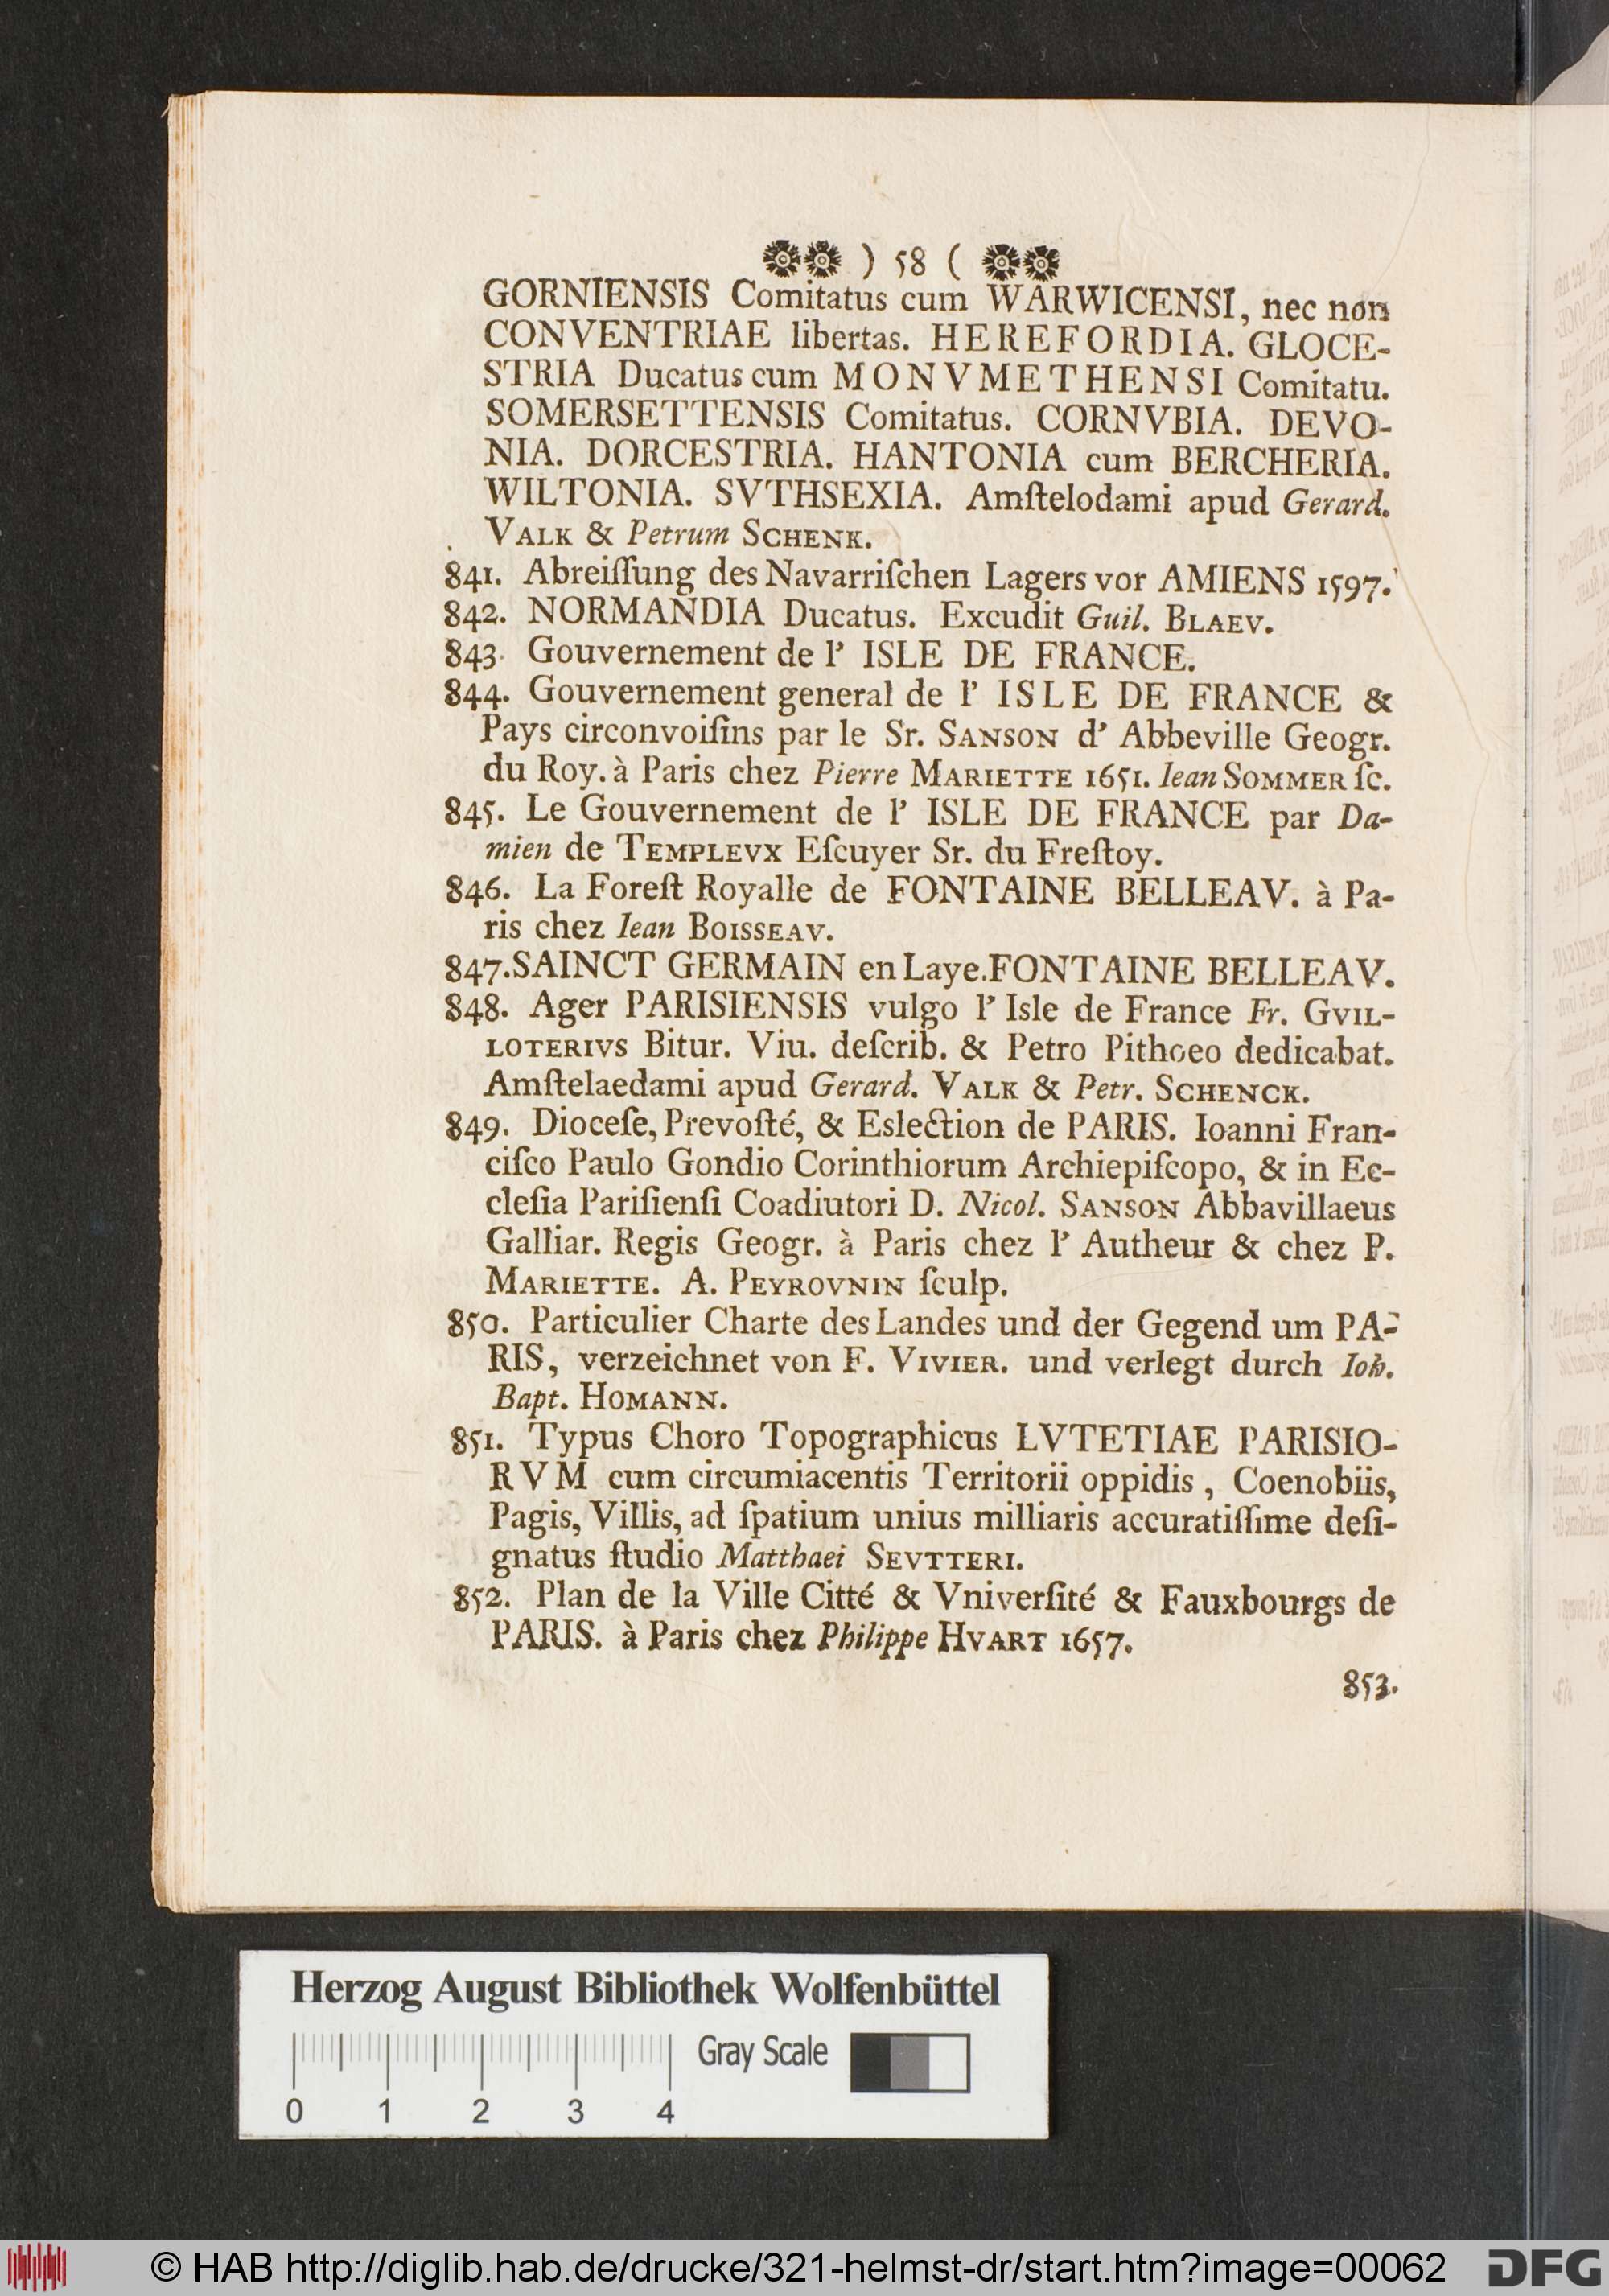 ) 58 (
GORNIENSIS Comitatus cum WARWICENSI, nec non
CONVENTRIAE libertas. HEREFORDIA. GLOCE-
STRIA Ducatus cum MONVMETHENSI Comitatu.
SOMERSETTENSIS Comitatus. CORNVBIA. DEVO-
NIA. DORCESTRIA. HANTONIA cum BERCHERIA.
WILTONIA. SVTHSEXIA. Amſtelodami apud Gerard.
VALK & Petrum SCHENK.
841. Abreiſſung des Navarriſchen Lagers vor AMIENS 1597.
842. NORMANDIA Ducatus. Excudit Guil. BLAEV.
843. Gouvernement de l' ISLE DE FRANCE.
844. Gouvernement general de l' ISLE DE FRANCE &
Pays circonvoiſins par le Sr. SANSON d' Abbeville Geogr.
du Roy. à Paris chez Pierre MARIETTE 1651. Iean SOMMER ſc.
845. Le Gouvernement de l' ISLE DE FRANCE par Da-
mien de TEMPLEVX Eſcuyer Sr. du Freſtoy.
846. La Foreſt Royalle de FONTAINE BELLEAV. à Pa-
ris chez Iean BOISSEAV.
847. SAINCT GERMAIN en Laye. FONTAINE BELLEAV.
848. Ager PARISIENSIS vulgo l' Isle de France Fr. GVIL-
LOTERIVS Bitur. Viu. deſcrib. & Petro Pithoeo dedicabat.
Amſtelaedami apud Gerard. VALK & Petr. SCHENCK.
849. Dioceſe, Prevoſté, & Eslection de PARIS. Ioanni Fran-
ciſco Paulo Gondio Corinthiorum Archiepiſcopo, & in Ec-
cleſia Pariſienſi Coadiutori D. Nicol. SANSON Abbavillaeus
Galliar. Regis Geogr. à Paris chez l' Autheur & chez P.
MARIETTE. A. PEYROVNIN ſculp.
850. Particulier Charte des Landes und der Gegend um PA-
RIS, verzeichnet von F. VIVIER. und verlegt durch Ioh.
Bapt. HOMANN.
851. Typus Choro Topographicus LVTETIAE PARISIO-
RVM cum circumiacentis Territorii oppidis, Coenobiis,
Pagis, Villis, ad ſpatium unius milliaris accuratiſſime deſi-
gnatus ſtudio Matthaei SEVTTERI.
852. Plan de la Ville Citté & Vniverſité & Fauxbourgs de
PARIS. à Paris chez Philippe HVART 1657.
853.
Herzog August Bibliothek Wolfenbüttel
Gray Scale
0 1 2 3 4
© HAB http://diglib.hab.de/drucke/321-helmst-dr/start.htm?image=00062
DFG